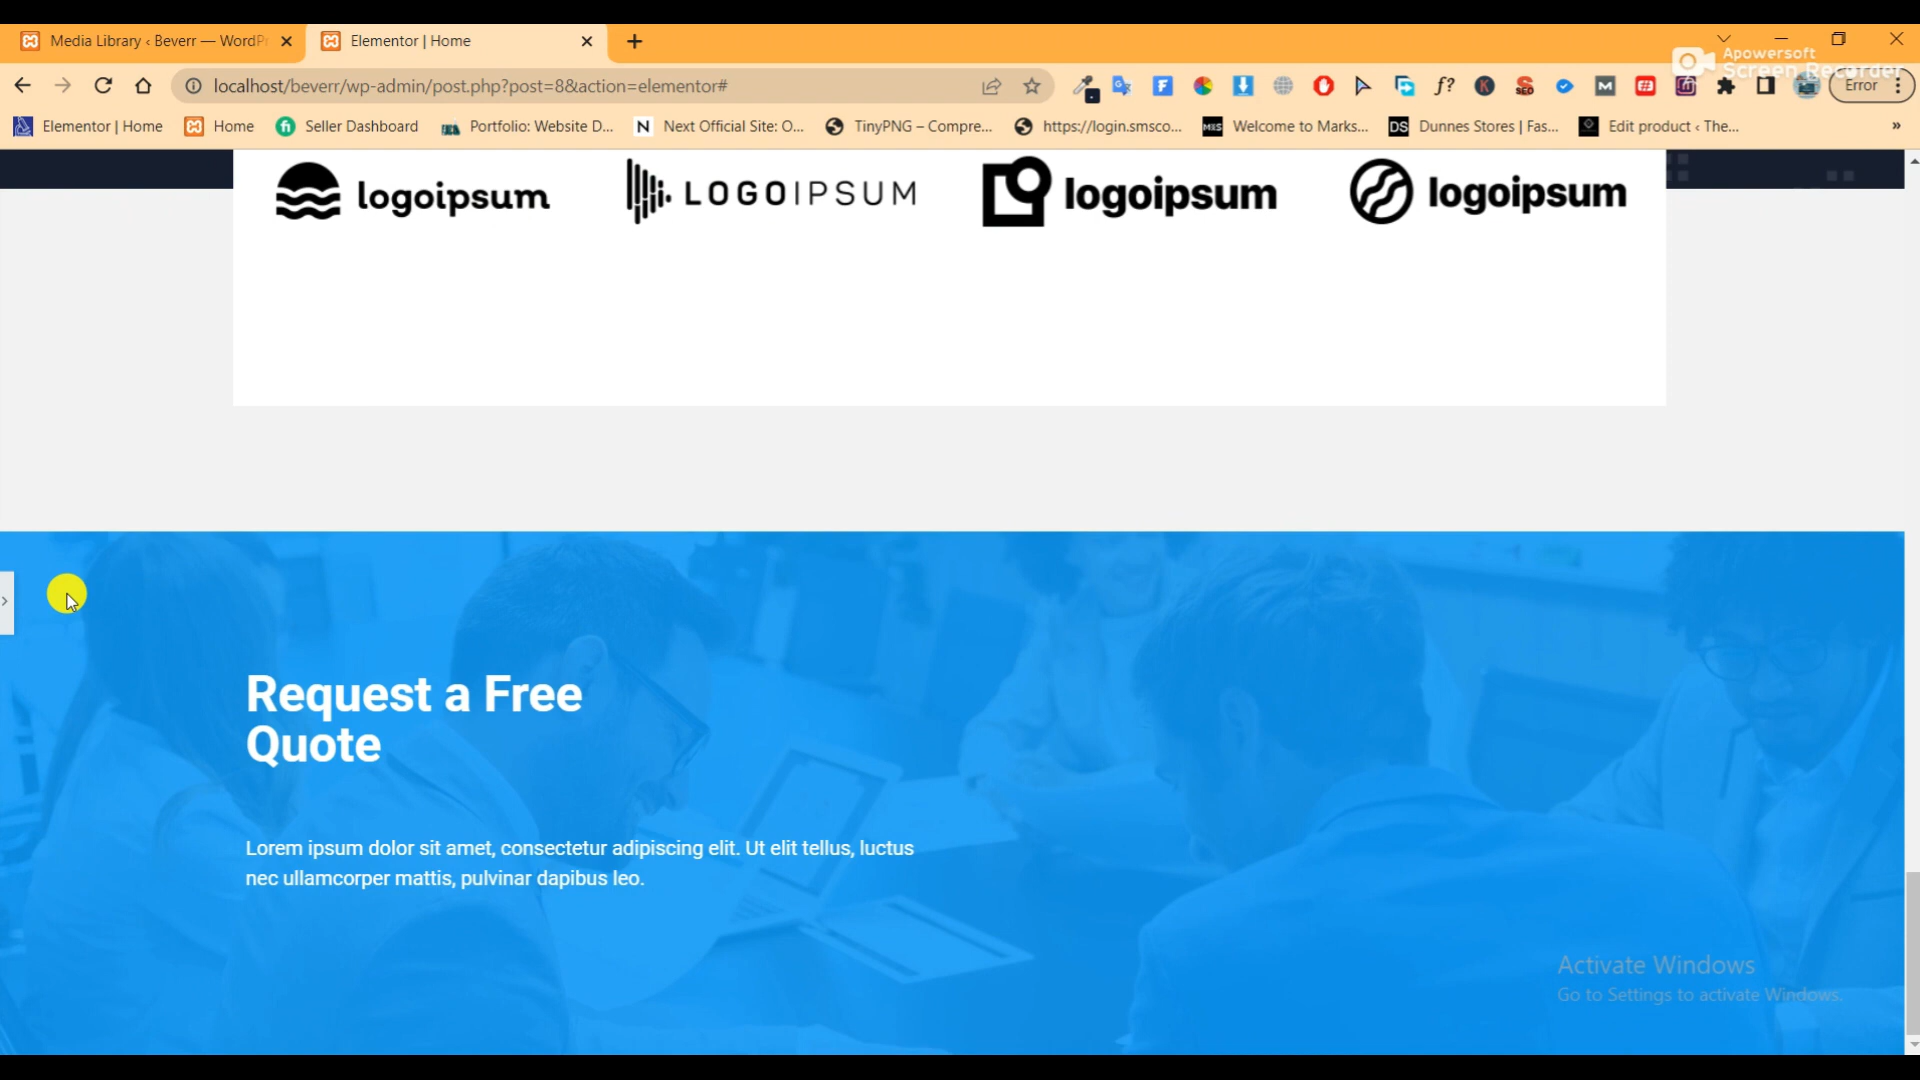 Media Library ‹ Beverr — WordPr
Elementor | Home
Apowersoft
Screen Recorder
localhost/beverr/wp-admin/post.php?post=8&action=elementor#
Error
Elementor | Home
Home
Seller Dashboard
Portfolio: Website D...
Next Official Site: O...
TinyPNG – Compre...
https://login.smsco...
Welcome to Marks...
Dunnes Stores | Fas...
Edit product ‹ The...
logoipsum
LOGOIPSUM
logoipsum
logoipsum
Request a Free
Quote
Lorem ipsum dolor sit amet, consectetur adipiscing elit. Ut elit tellus, luctus
nec ullamcorper mattis, pulvinar dapibus leo.
Activate Windows
Go to Settings to activate Windows.